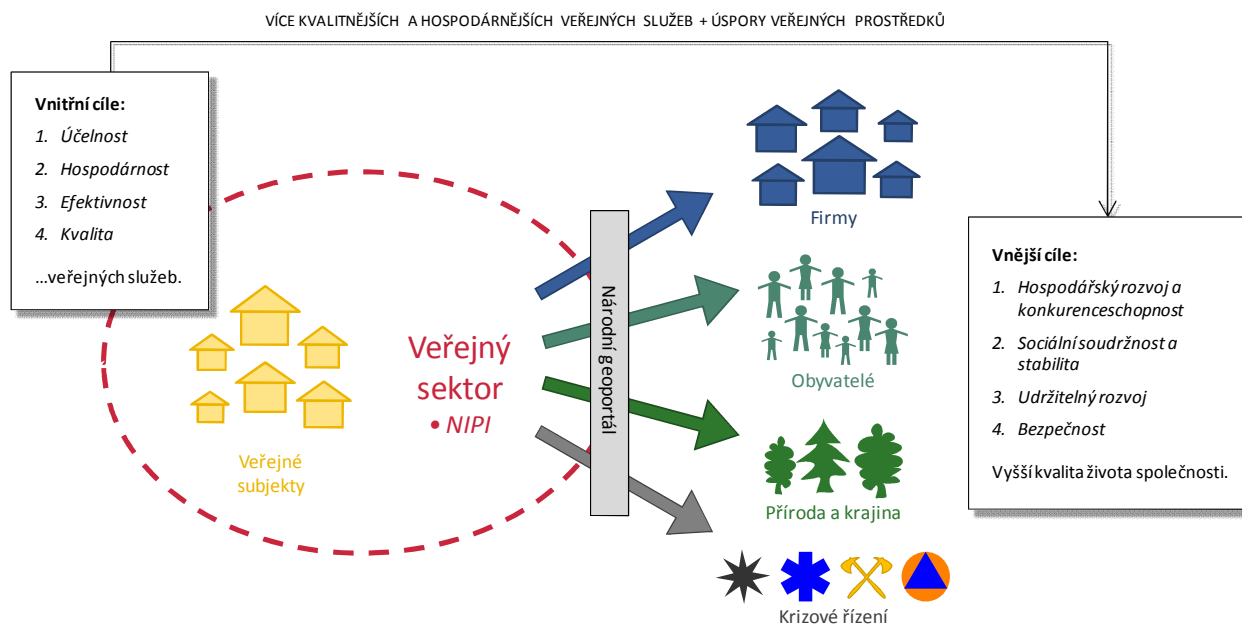 VÍCE KVALITNĚJŠÍCH A HOSPODÁRNĚJŠÍCH VEŘEJNÝCH SLUŽEB + ÚSPORY VEŘEJNÝCH PROSTŘEDKŮ
Vnitřní cíle:
1. Účelnost
2. Hospodárnost
3. Efektivnost
4. Kvalita
...veřejných služeb.
Veřejné
subjekty
Veřejný
sektor
• NIPI
Národní geoportál
Firmy
Obyvatelé
Příroda a krajina
Krizové řízení
Vnější cíle:
1. Hospodářský rozvoj a
konkurenceschopnost
2. Sociální soudržnost a
stabilita
3. Udržitelný rozvoj
4. Bezpečnost
Vyšší kvalita života společnosti.